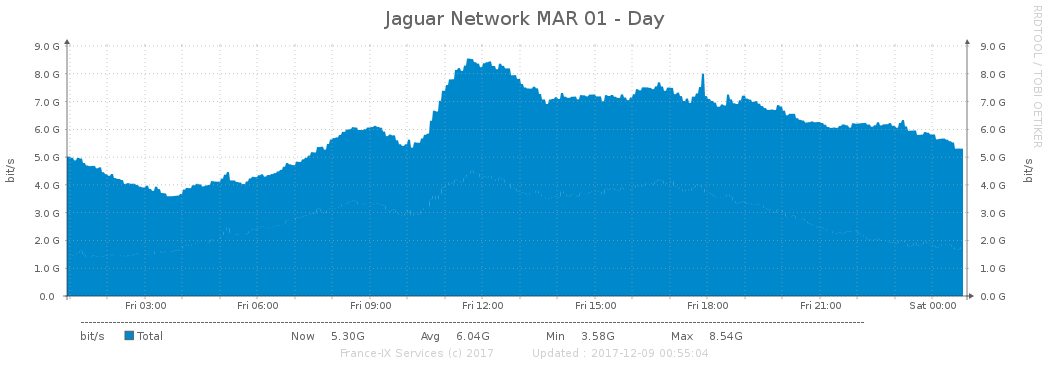 Jaguar Network MAR 01 - Day
RRDTOOL / TOBI OETIKER
bit/s
9.0 G
8.0 G
7.0 G
6.0 G
5.0 G
4.0 G
3.0 G
2.0 G
1.0 G
0.0
9.0 G
8.0 G
7.0 G
6.0 G
5.0 G
4.0 G
3.0 G
2.0 G
1.0 G
0.0 G
bit/s
Fri 03:00 Fri 06:00 Fri 09:00 Fri 12:00 Fri 15:00 Fri 18:00 Fri 21:00 Sat 00:00
bit/s Total Now 5.30G Avg 6.04G Min 3.58G Max 8.54G
France-IX Services (c) 2017 Updated : 2017-12-09 00:55:04